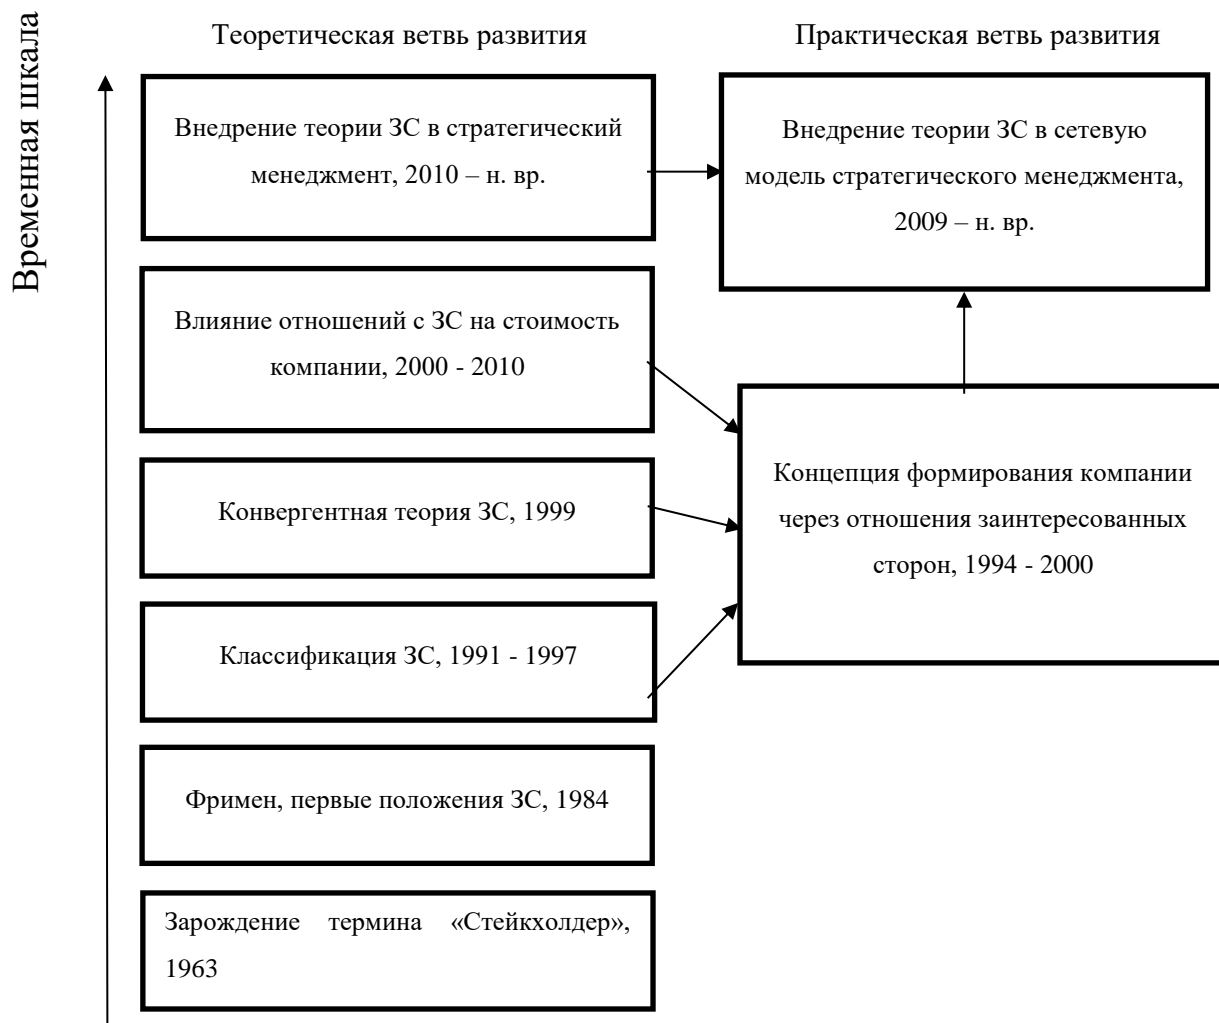 Временная шкала
Теоретическая ветвь развития
Практическая ветвь развития
Внедрение теории ЗС в стратегический
менеджмент, 2010 – н. вр.
Внедрение теории ЗС в сетевую
модель стратегического менеджмента,
2009 – н. вр.
Влияние отношений с ЗС на стоимость
компании, 2000 - 2010
Конвергентная теория ЗС, 1999
Концепция формирования компании
через отношения заинтересованных
сторон, 1994 - 2000
Классификация ЗС, 1991 - 1997
Фримен, первые положения ЗС, 1984
Зарождение термина «Стейкхолдер»,
1963